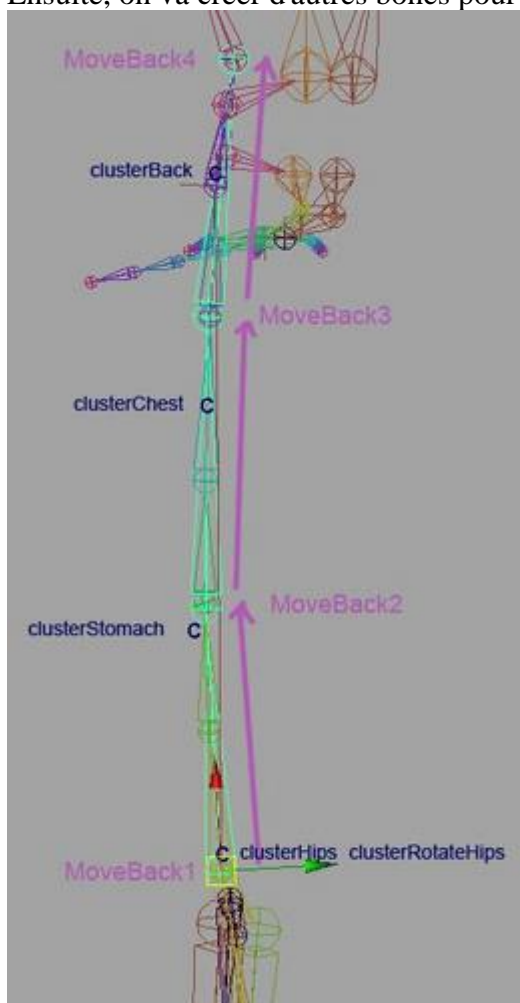 Ensuite, on va créer d'autres bones pour
MoveBack4
clusterBack
C
MoveBack3
clusterChest
C
MoveBack2
clusterStomach
C
C
clusterHips clusterRotateHips
MoveBack1